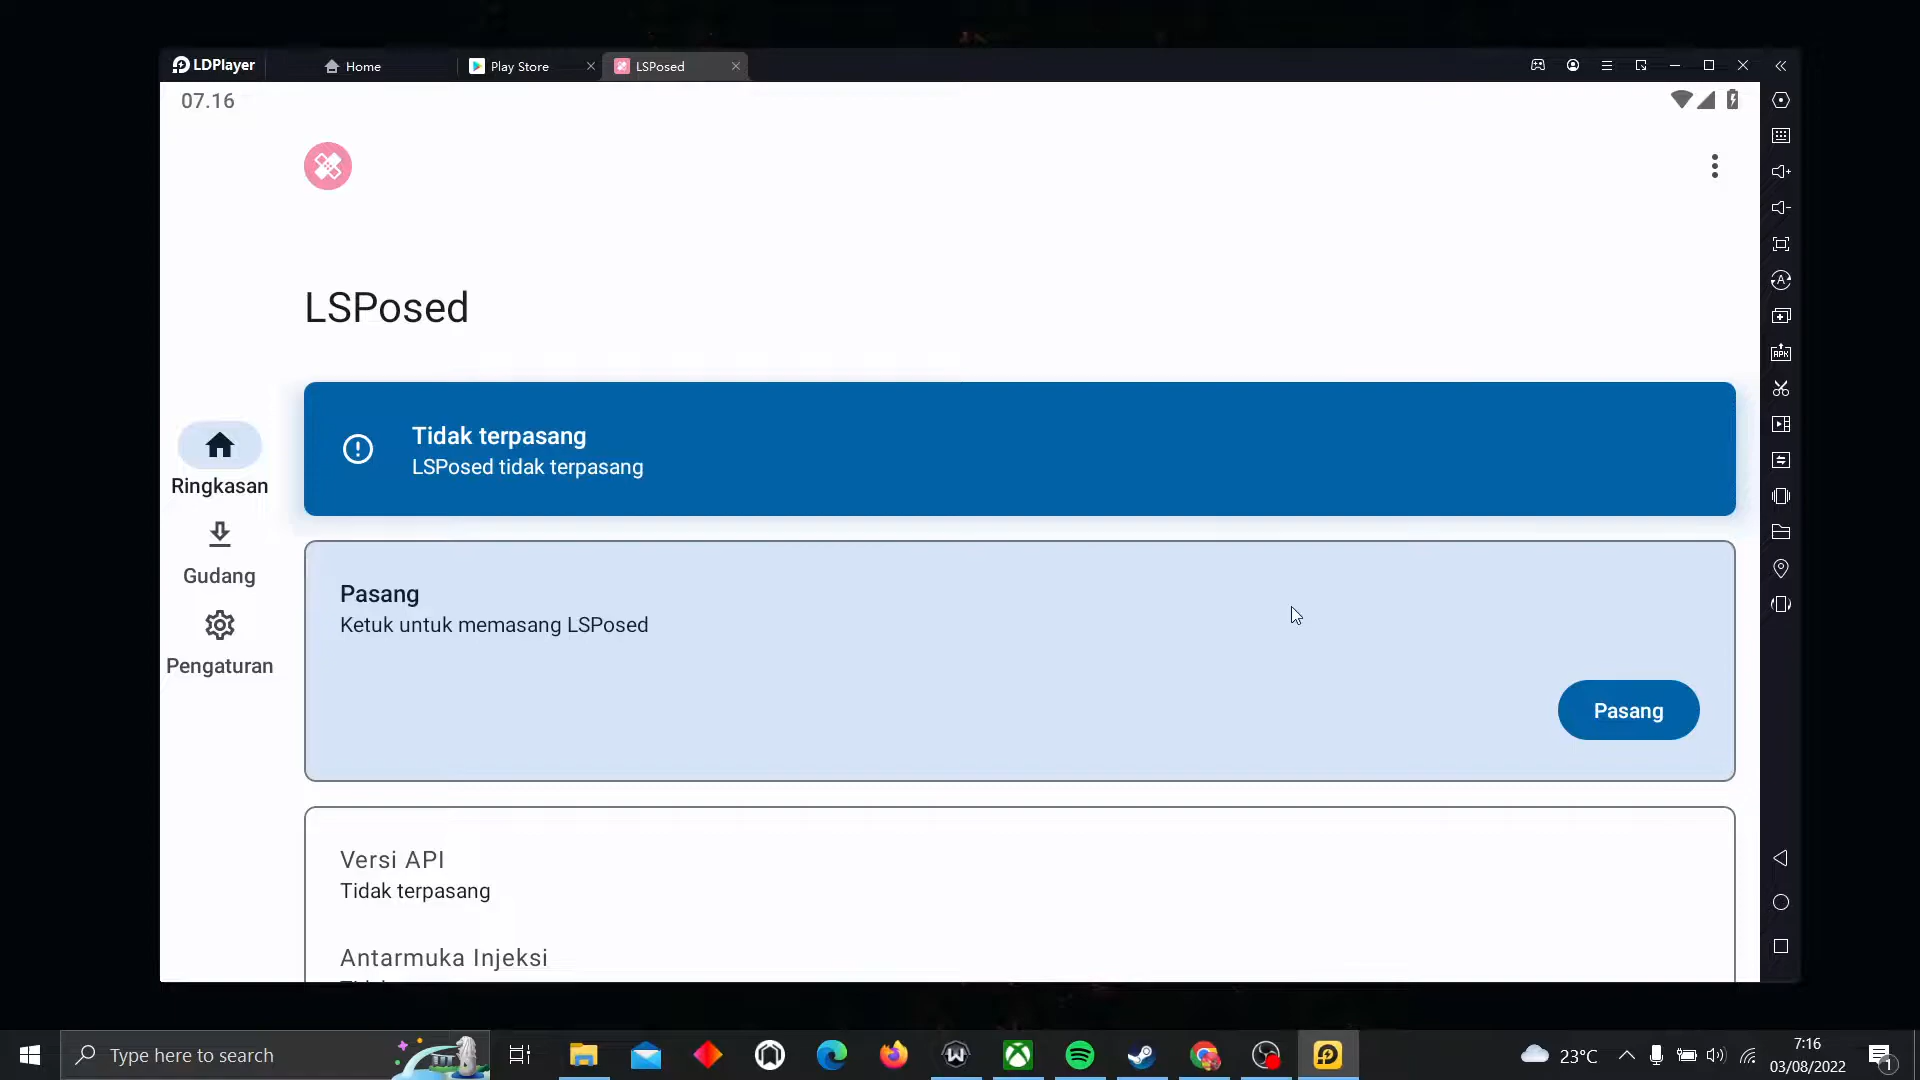 LDPlayer
Home
Play Store
LSPosed
07.16
LSPosed
Tidak terpasang
LSPosed tidak terpasang
Ringkasan
Gudang
Pengaturan
Pasang
Ketuk untuk memasang LSPosed
Pasang
Versi API
Tidak terpasang
Antarmuka Injeksi
Type here to search
23°C
7:16
03/08/2022
1